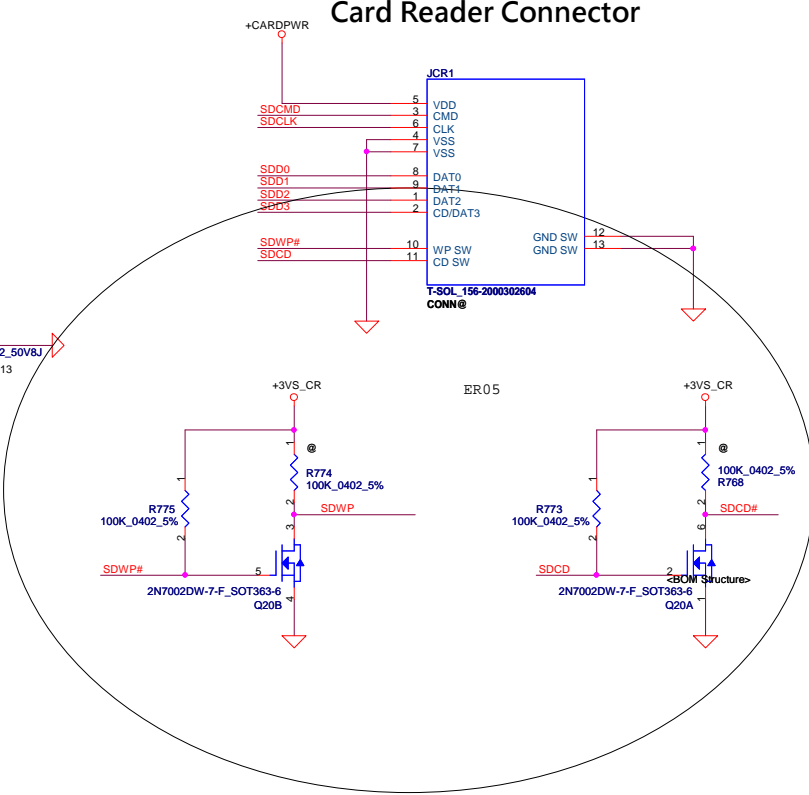 Card Reader Connector
+CARDPWR
JCR1
SDCMD
SDCLK
5 VDD
3 CMD
6 CLK
4 VSS
7 VSS
SDD0
SDD1
SDD2
SDD3
8 DAT0
9 DAT1
1 DAT2
2 CD/DAT3
SDWP#
SDCD
10 WP SW
11 CD SW
GND SW 12
GND SW 13
T-SOL_156-2000302604
CONN@
2_50V8J
13
+3VS_CR
ER05
+3VS_CR
1
@
R774
100K_0402_5%
2
1
R775
100K_0402_5%
2
SDWP
3
SDWP#
5
2N7002DW-7-F_SOT363-6
Q20B
4
1
@
100K_0402_5%
R768
2
1
R773
100K_0402_5%
2
SDCD#
6
SDCD
2
<BOM Structure>
2N7002DW-7-F_SOT363-6
Q20A
1